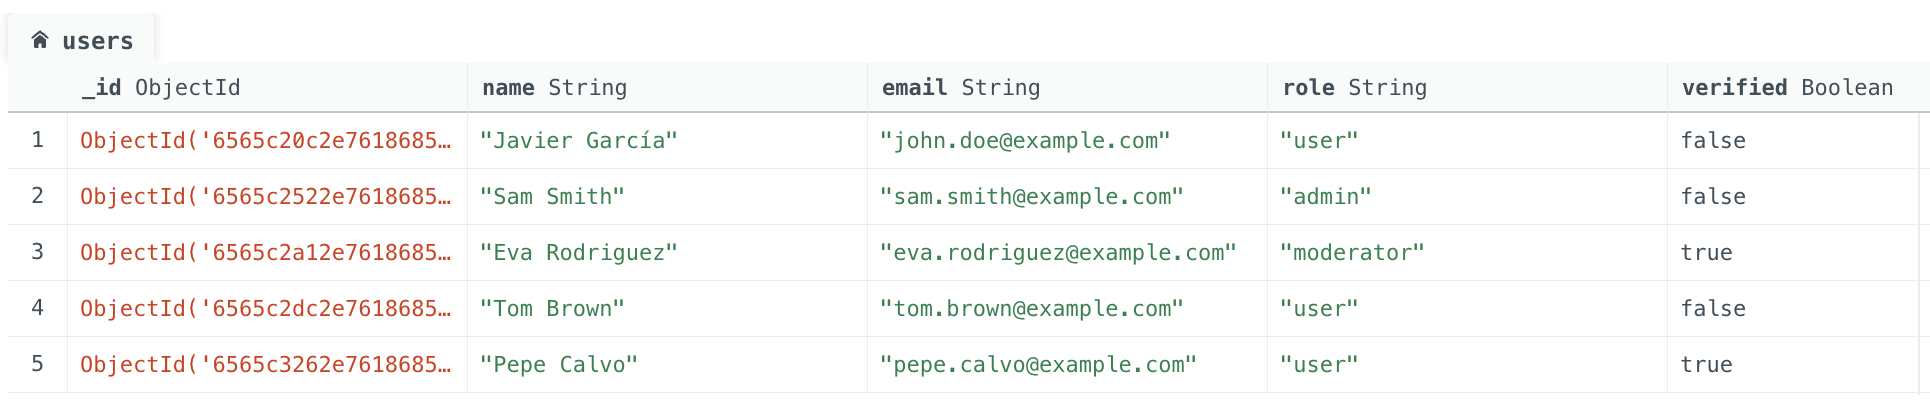 users
_id ObjectId name String email String role String verified Boolean
1 ObjectId('6565c20c2e7618685… "Javier García" "john.doe@example.com" "user" false
2 ObjectId('6565c2522e7618685… "Sam Smith" "sam.smith@example.com" "admin" false
3 ObjectId('6565c2a12e7618685… "Eva Rodriguez" "eva.rodriguez@example.com" "moderator" true
4 ObjectId('6565c2dc2e7618685… "Tom Brown" "tom.brown@example.com" "user" false
5 ObjectId('6565c3262e7618685… "Pepe Calvo" "pepe.calvo@example.com" "user" true